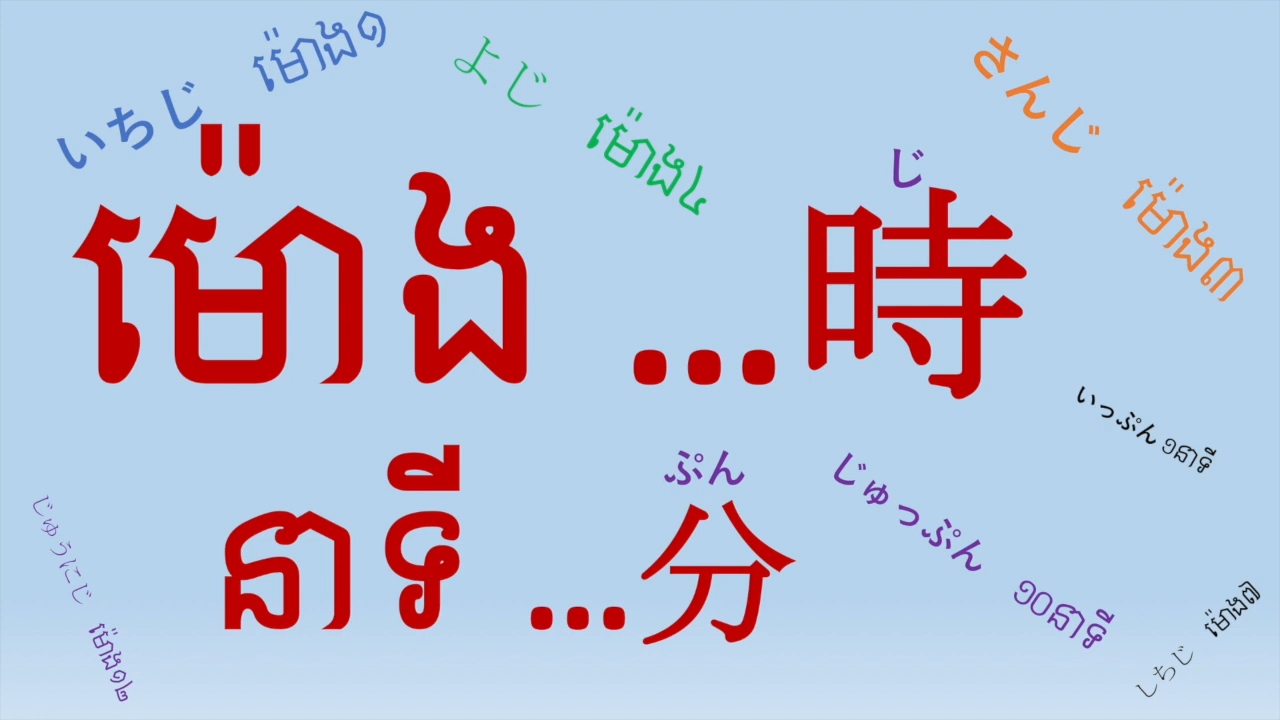 いちじ ម៉ោង១
よじ ម៉ោង៤
さんじ ម៉ោង៣
じ
ម៉ោង ...時
いっぷん ១នាទី
ぷん
នាទី ...分
じゅっぷん ១០នាទី
じゅうにじ ម៉ោង១២
しちじ ម៉ោង៧